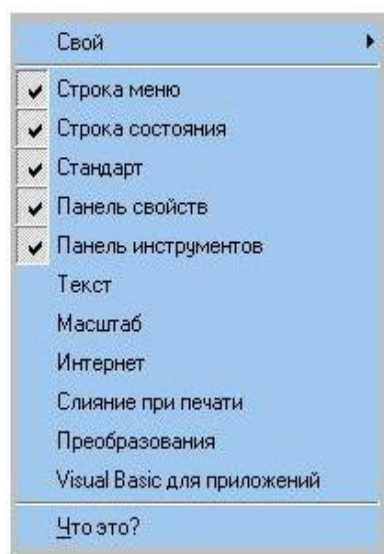 Свой
Строка меню
Строка состояния
Стандарт
Панель свойств
Панель инструментов
Текст
Масштаб
Интернет
Слияние при печати
Преобразования
Visual Basic для приложений
Что это?